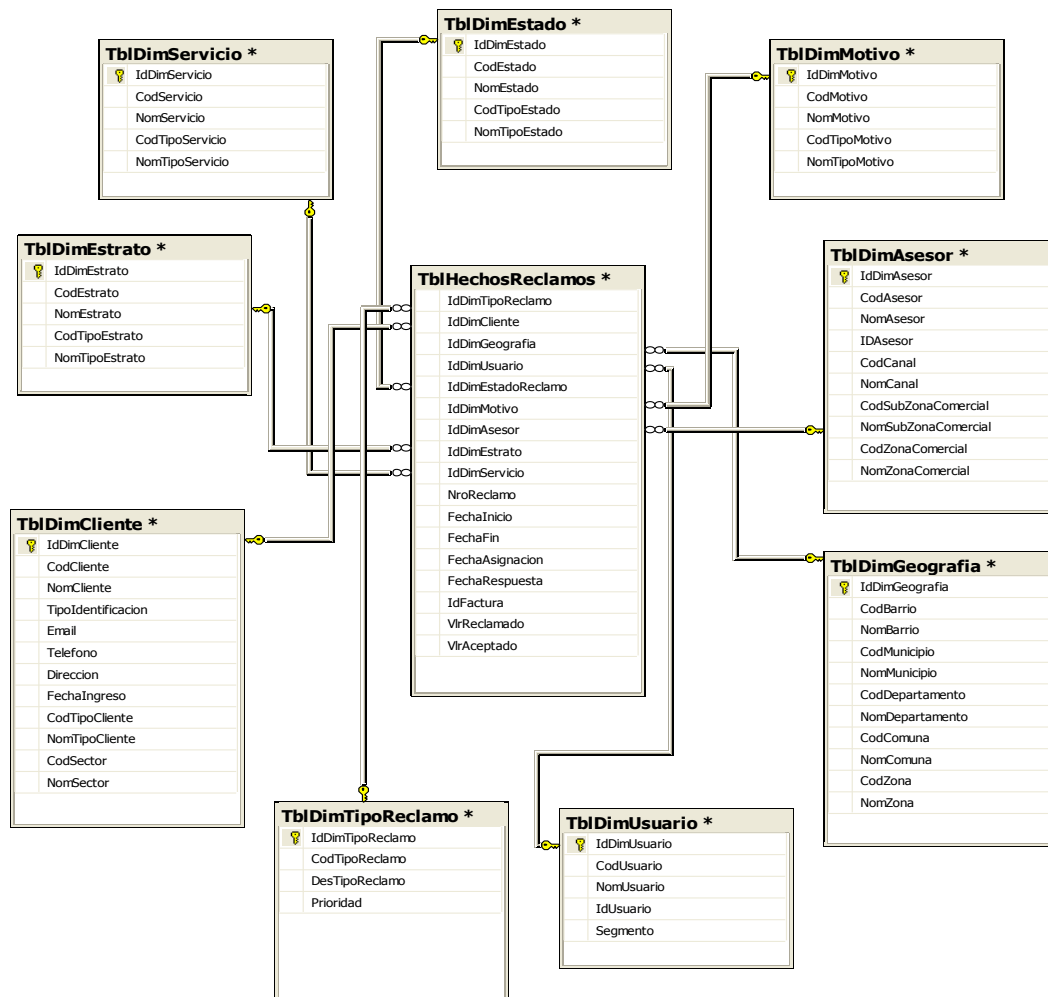 TblDimEstado *
IdDimEstado
CodEstado
NomEstado
CodTipoEstado
NomTipoEstado
TblDimServicio *
IdDimServicio
CodServicio
NomServicio
CodTipoServicio
NomTipoServicio
TblDimMotivo *
IdDimMotivo
CodMotivo
NomMotivo
CodTipoMotivo
NomTipoMotivo
TblDimEstrato *
IdDimEstrato
CodEstrato
NomEstrato
CodTipoEstrato
NomTipoEstrato
TblHechosReclamos *
IdDimTipoReclamo
IdDimCliente
IdDimGeografia
IdDimUsuario
IdDimEstadoReclamo
IdDimMotivo
IdDimAsesor
IdDimEstrato
IdDimServicio
NroReclamo
FechaInicio
FechaFin
FechaAsignacion
FechaRespuesta
IdFactura
VlrReclamado
VlrAceptado
TblDimAsesor *
IdDimAsesor
CodAsesor
NomAsesor
IDAsesor
CodCanal
NomCanal
CodSubZonaComercial
NomSubZonaComercial
CodZonaComercial
NomZonaComercial
TblDimCliente *
IdDimCliente
CodCliente
NomCliente
TipoIdentificacion
Email
Telefono
Direccion
FechaIngreso
CodTipoCliente
NomTipoCliente
CodSector
NomSector
TblDimGeografia *
IdDimGeografia
CodBarrio
NomBarrio
CodMunicipio
NomMunicipio
CodDepartamento
NomDepartamento
CodComuna
NomComuna
CodZona
NomZona
TblDimTipoReclamo *
IdDimTipoReclamo
CodTipoReclamo
DesTipoReclamo
Prioridad
TblDimUsuario *
IdDimUsuario
CodUsuario
NomUsuario
IdUsuario
Segmento